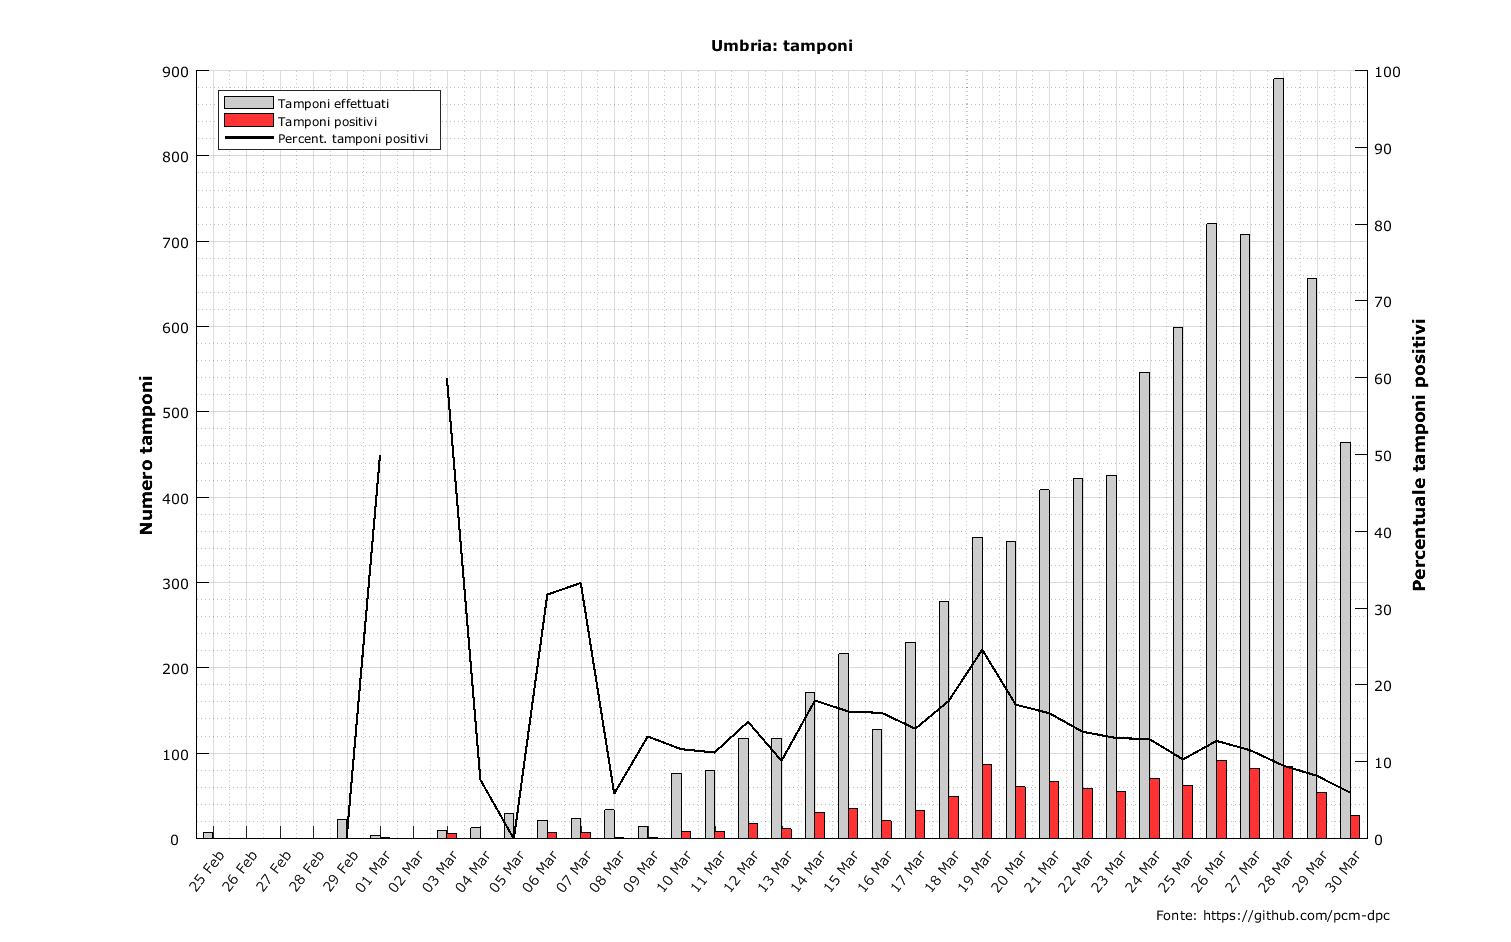 Umbria: tamponi
Tamponi effettuati
Tamponi positivi
Percent. tamponi positivi
Numero tamponi
900
800
700
600
500
400
300
200
100
0
100
90
80
70
60
50
40
30
20
10
0
Percentuale tamponi positivi
25 Feb
26 Feb
27 Feb
28 Feb
29 Feb
01 Mar
02 Mar
03 Mar
04 Mar
05 Mar
06 Mar
07 Mar
08 Mar
09 Mar
10 Mar
11 Mar
12 Mar
13 Mar
14 Mar
15 Mar
16 Mar
17 Mar
18 Mar
19 Mar
20 Mar
21 Mar
22 Mar
23 Mar
24 Mar
25 Mar
26 Mar
27 Mar
28 Mar
29 Mar
30 Mar
Fonte: https://github.com/pcm-dpc